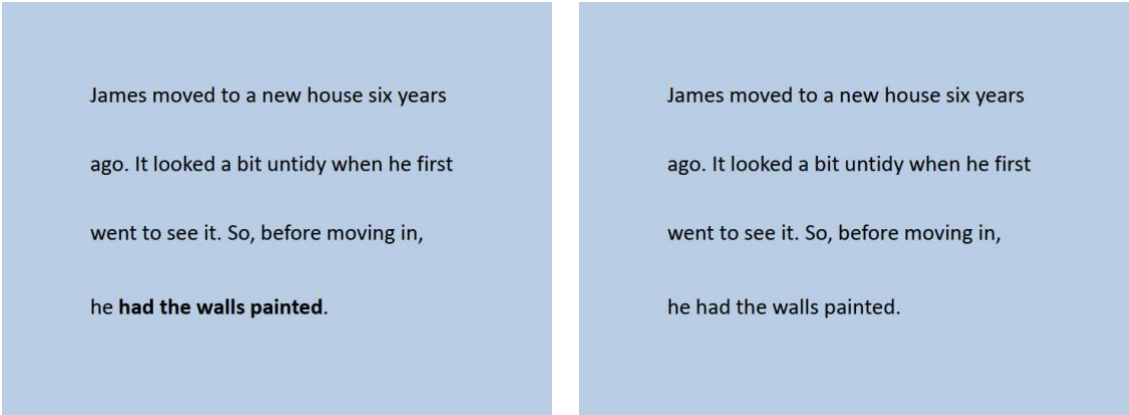 James moved to a new house six years
ago. It looked a bit untidy when he first
went to see it. So, before moving in,
he had the walls painted.
James moved to a new house six years
ago. It looked a bit untidy when he first
went to see it. So, before moving in,
he had the walls painted.